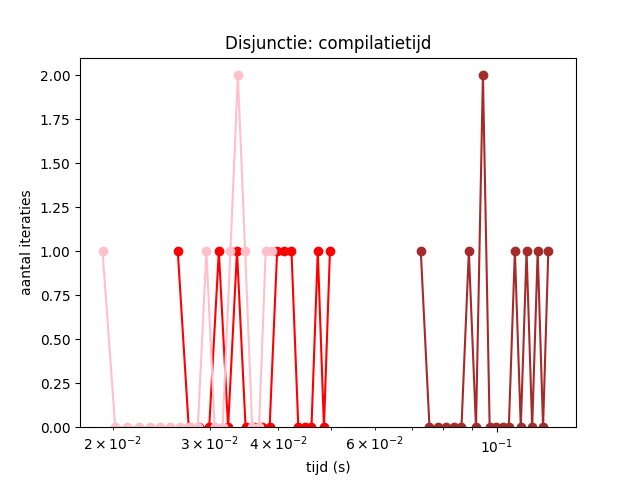 Disjunctie: compilatietijd
aantal iteraties
2.00
1.75
1.50
1.25
1.00
0.75
0.50
0.25
0.00
2 × 10⁻²
3 × 10⁻²
4 × 10⁻²
6 × 10⁻²
10⁻¹
tijd (s)